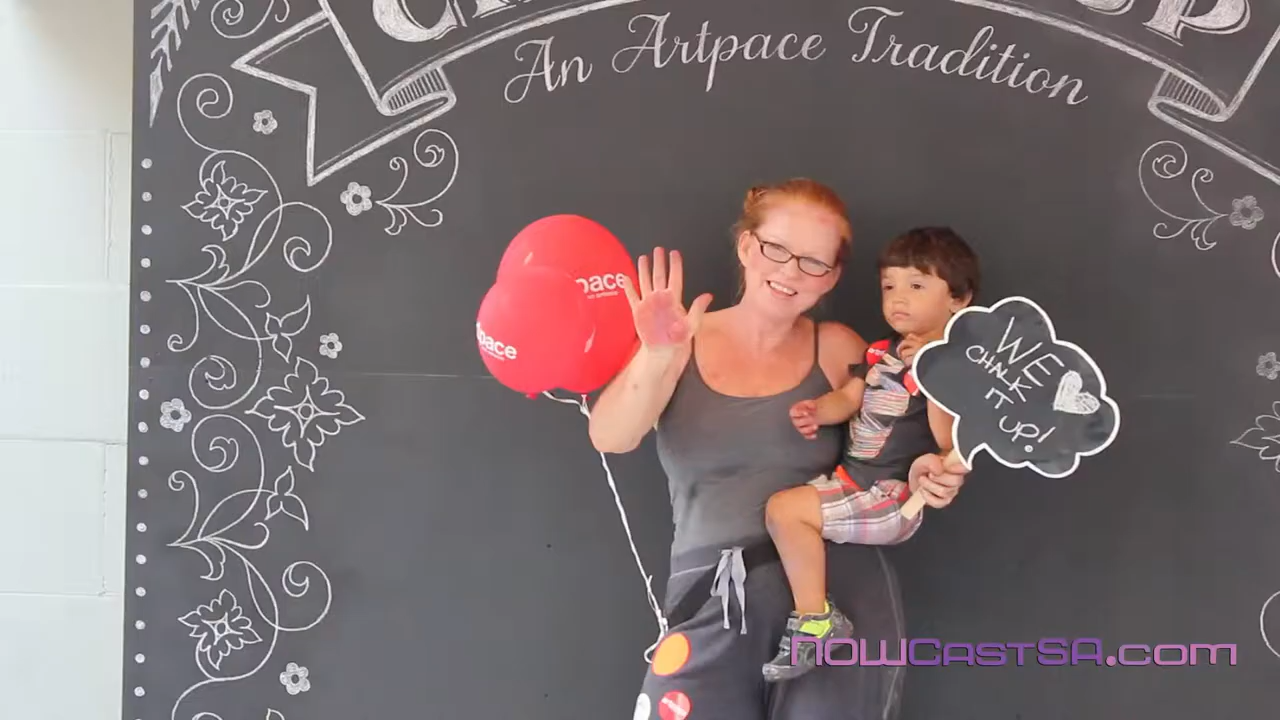 An Artpace Tradition
pace
pace
WE
CHALK
IT
UP!
NOWCastSA.com